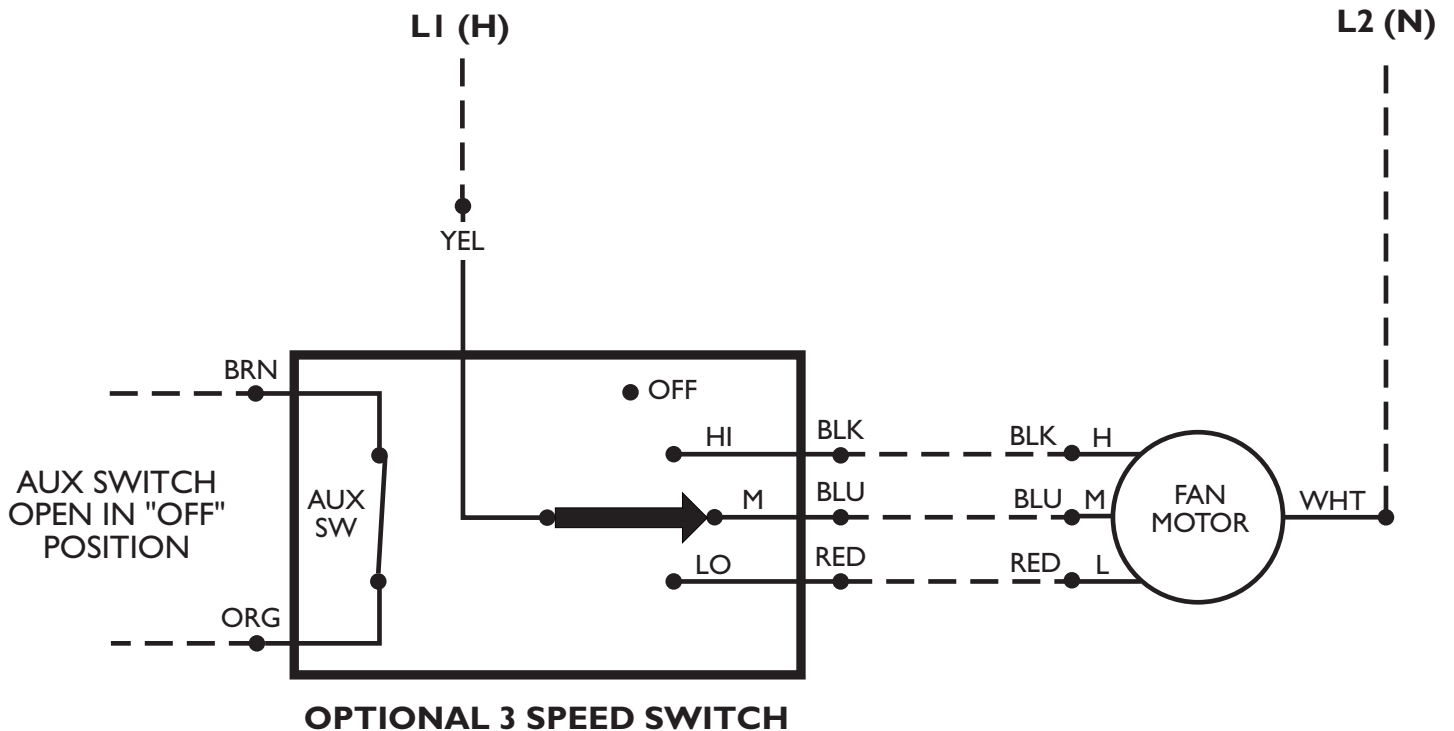 L1 (H)
L2 (N)
YEL
BRN
OFF
HI
BLK
BLK
H
AUX SWITCH
OPEN IN "OFF"
POSITION
AUX
SW
M
BLU
BLU
M
FAN
MOTOR
WHT
LO
RED
RED
L
ORG
OPTIONAL 3 SPEED SWITCH